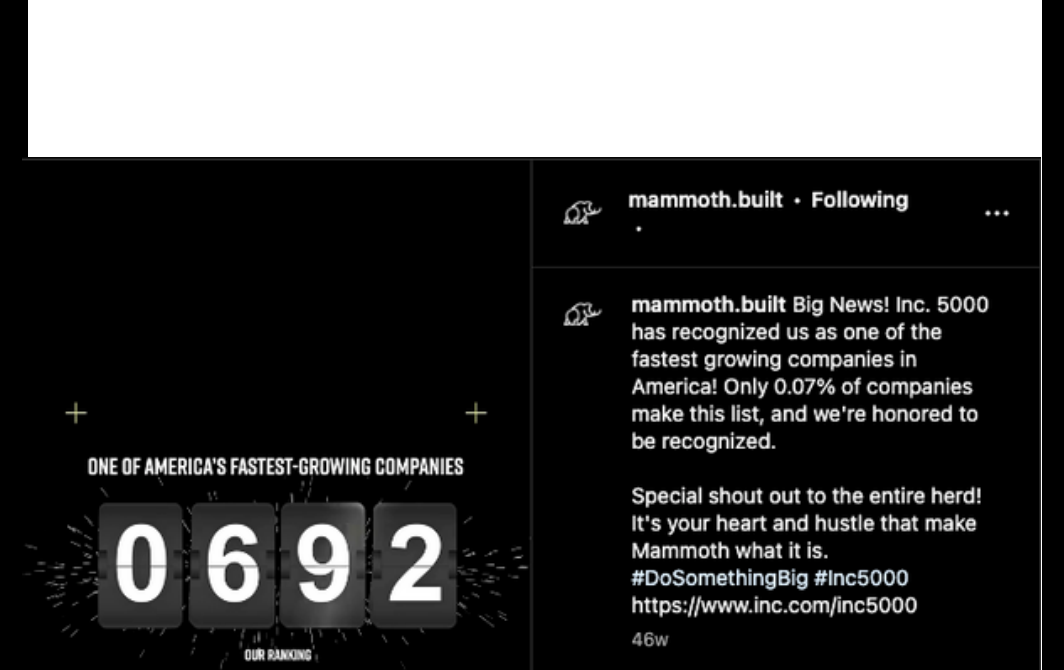 ONE OF AMERICA'S FASTEST-GROWING COMPANIES
0692
OUR RANKING
mammoth.built • Following
•
...
mammoth.built Big News! Inc. 5000
has recognized us as one of the
fastest growing companies in
America! Only 0.07% of companies
make this list, and we're honored to
be recognized.
Special shout out to the entire herd!
It's your heart and hustle that make
Mammoth what it is.
#DoSomethingBig #Inc5000
https://www.inc.com/inc5000
46w